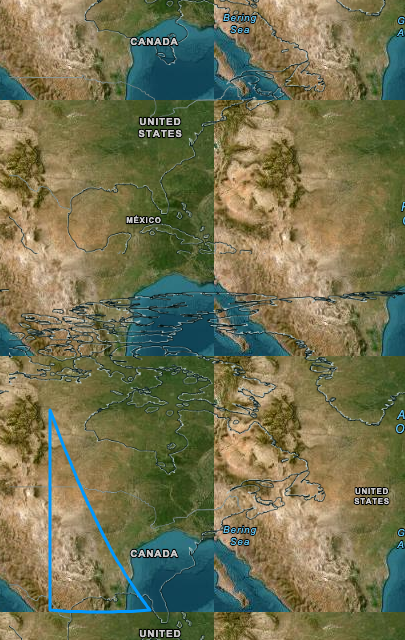 Bering
Sea
G
A
CANADA
UNITED
STATES
MÉXICO
A
O
UNITED
STATES
Bering
Sea
G
A
CANADA
UNITED